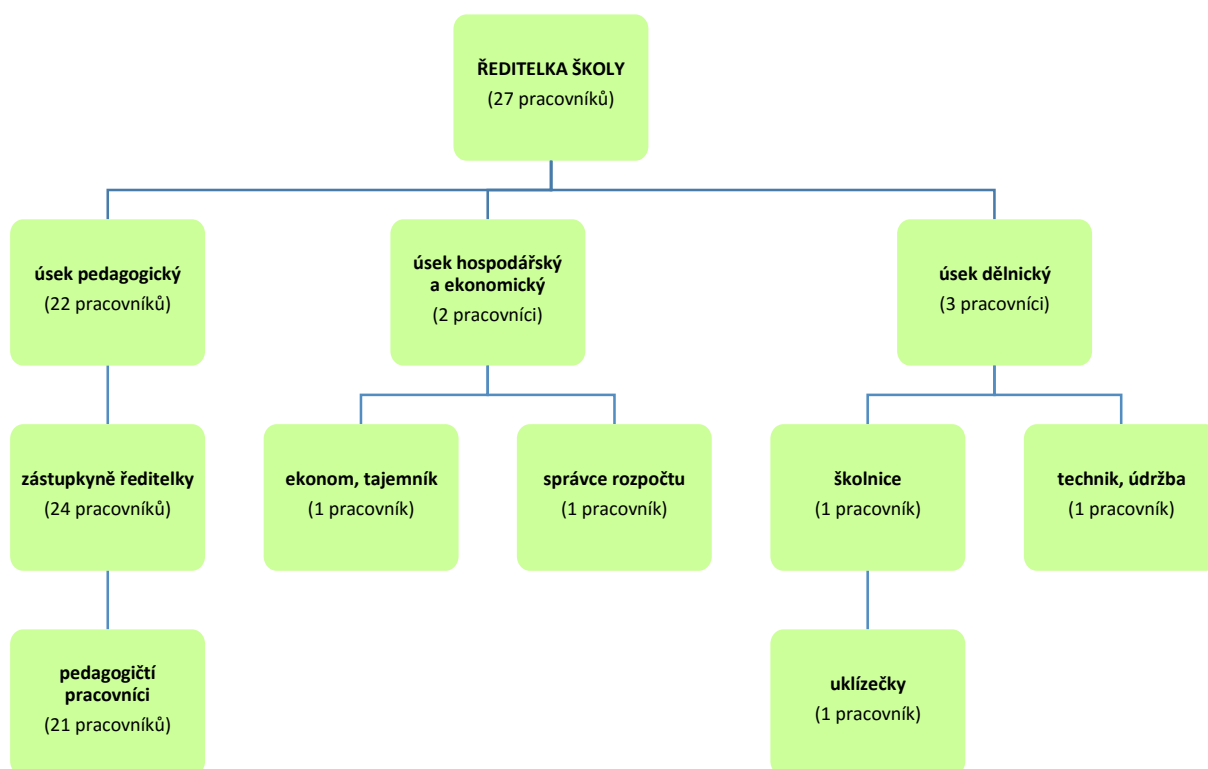 ŘEDITELKA ŠKOLY
(27 pracovníků)
úsek pedagogický
(22 pracovníků)
úsek hospodářský
a ekonomický
(2 pracovníci)
úsek dělnický
(3 pracovníci)
zástupkyně ředitelky
(24 pracovníků)
ekonom, tajemník
(1 pracovník)
správce rozpočtu
(1 pracovník)
školnice
(1 pracovník)
technik, údržba
(1 pracovník)
pedagogičtí
pracovníci
(21 pracovníků)
uklízečky
(1 pracovník)